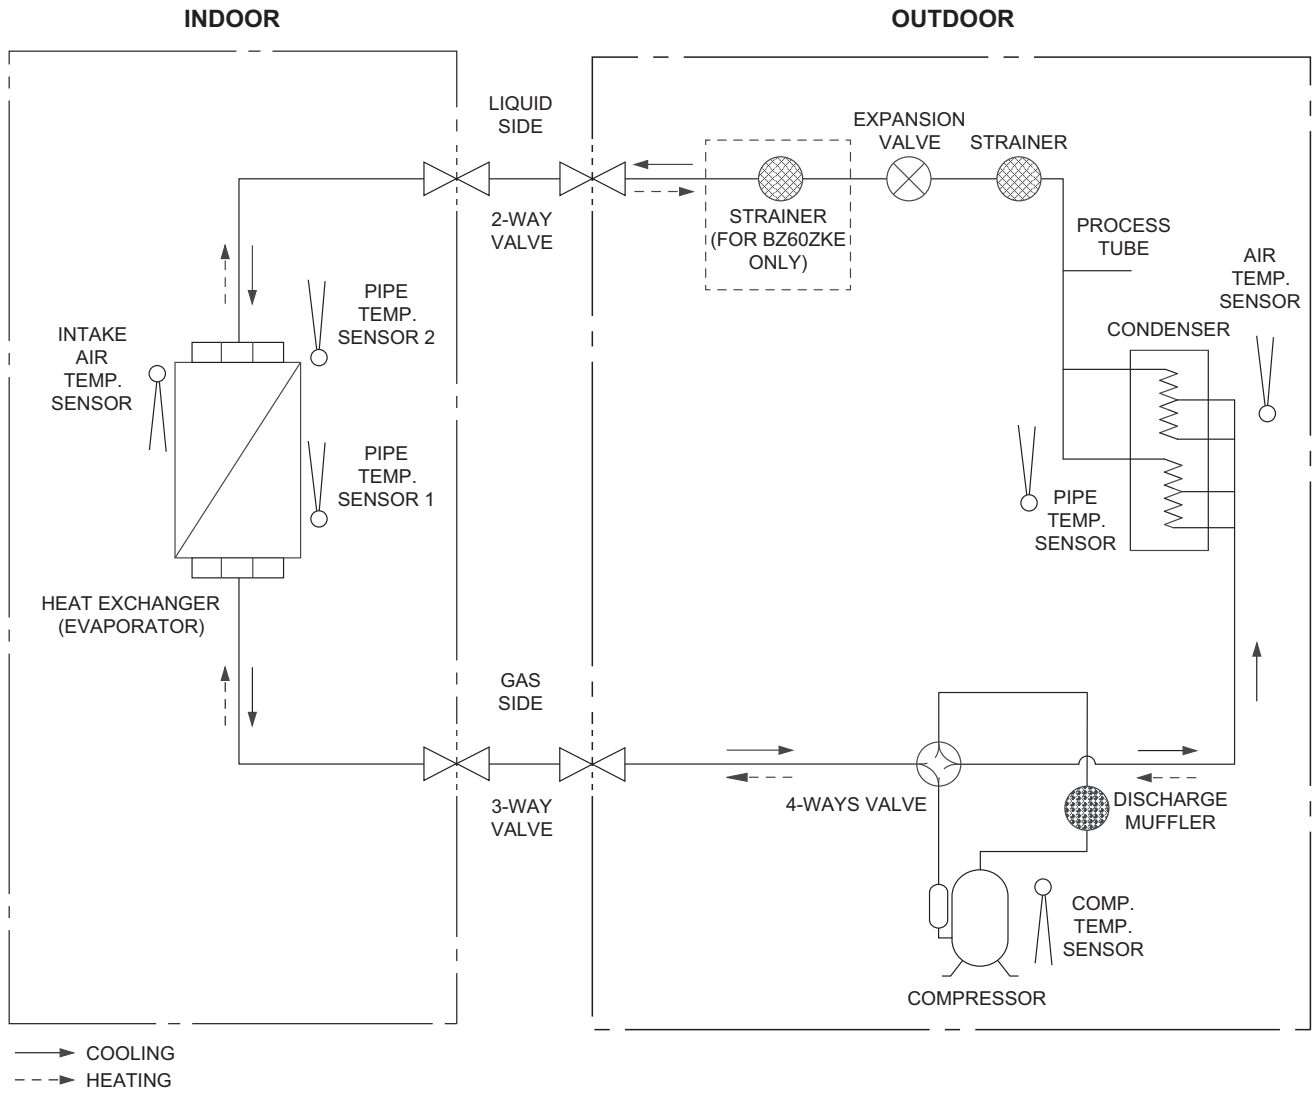 INDOOR
OUTDOOR
LIQUID
SIDE
2-WAY
VALVE
EXPANSION
VALVE
STRAINER
STRAINER
(FOR BZ60ZKE
ONLY)
PROCESS
TUBE
AIR
TEMP.
SENSOR
CONDENSER
PIPE
TEMP.
SENSOR 2
INTAKE
AIR
TEMP.
SENSOR
PIPE
TEMP.
SENSOR 1
PIPE
TEMP.
SENSOR
HEAT EXCHANGER
(EVAPORATOR)
GAS
SIDE
3-WAY
VALVE
4-WAYS VALVE
DISCHARGE
MUFFLER
COMP.
TEMP.
SENSOR
COMPRESSOR
COOLING
HEATING